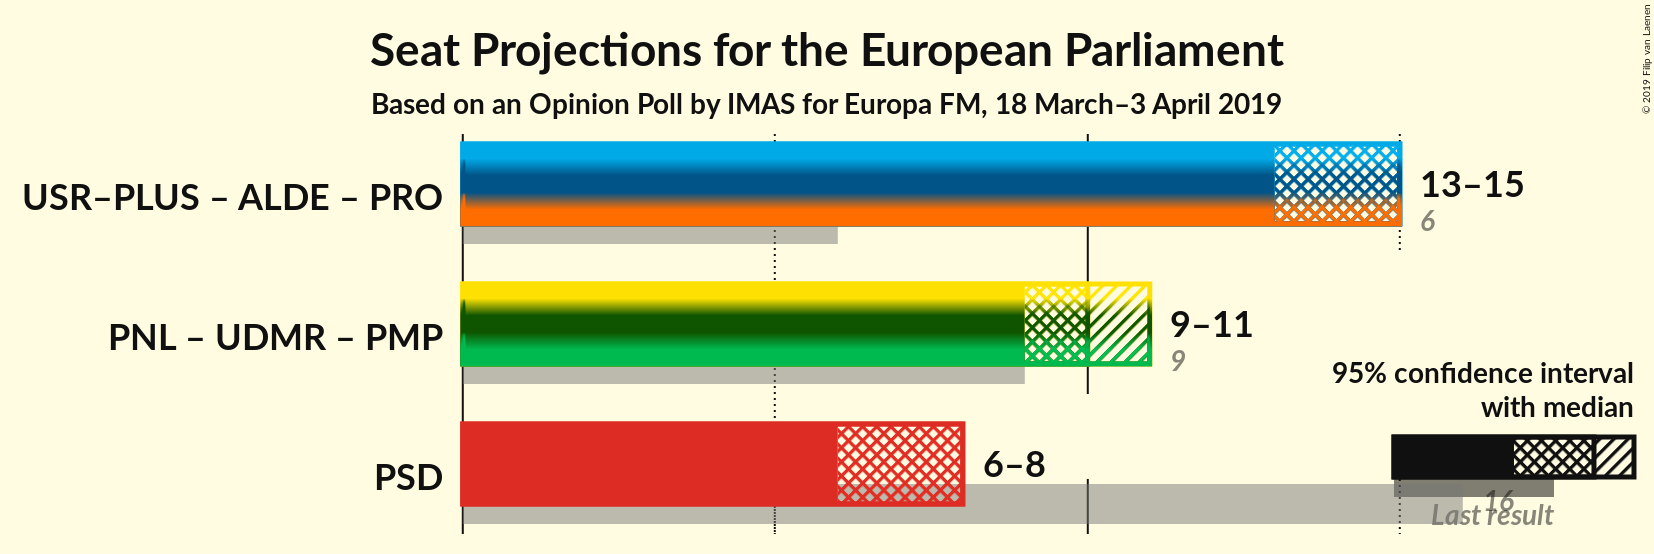 Seat Projections for the European Parliament
Based on an Opinion Poll by IMAS for Europa FM, 18 March–3 April 2019
© 2019 Filip van Laenen
USR–PLUS – ALDE – PRO
13–15
6
PNL – UDMR – PMP
9–11
9
95% confidence interval
with median
PSD
6–8
16
Last result